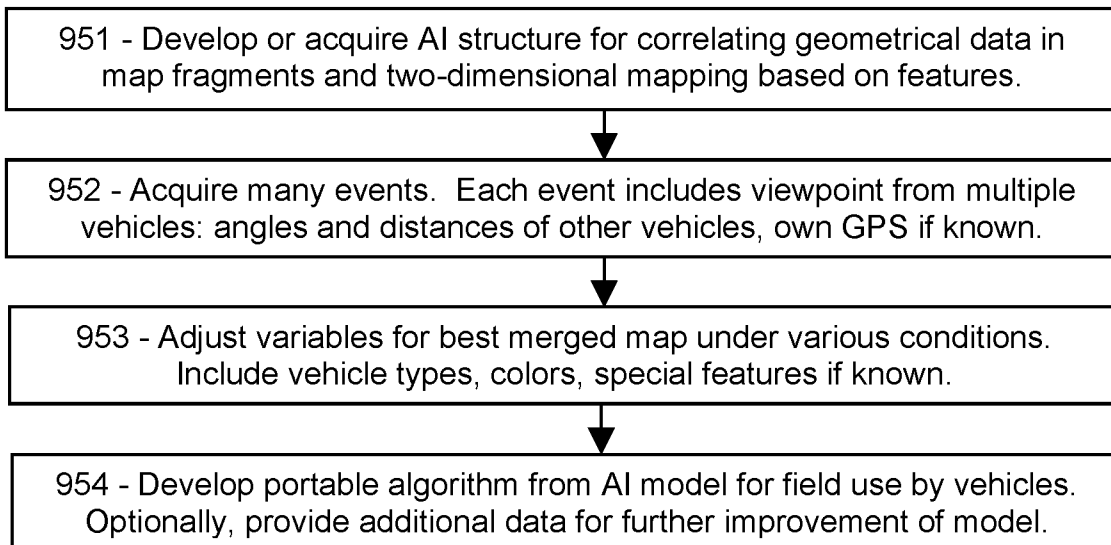 951 - Develop or acquire AI structure for correlating geometrical data in
map fragments and two-dimensional mapping based on features.
952 - Acquire many events.  Each event includes viewpoint from multiple
vehicles: angles and distances of other vehicles, own GPS if known.
953 - Adjust variables for best merged map under various conditions.
Include vehicle types, colors, special features if known.
954 - Develop portable algorithm from AI model for field use by vehicles.
Optionally, provide additional data for further improvement of model.